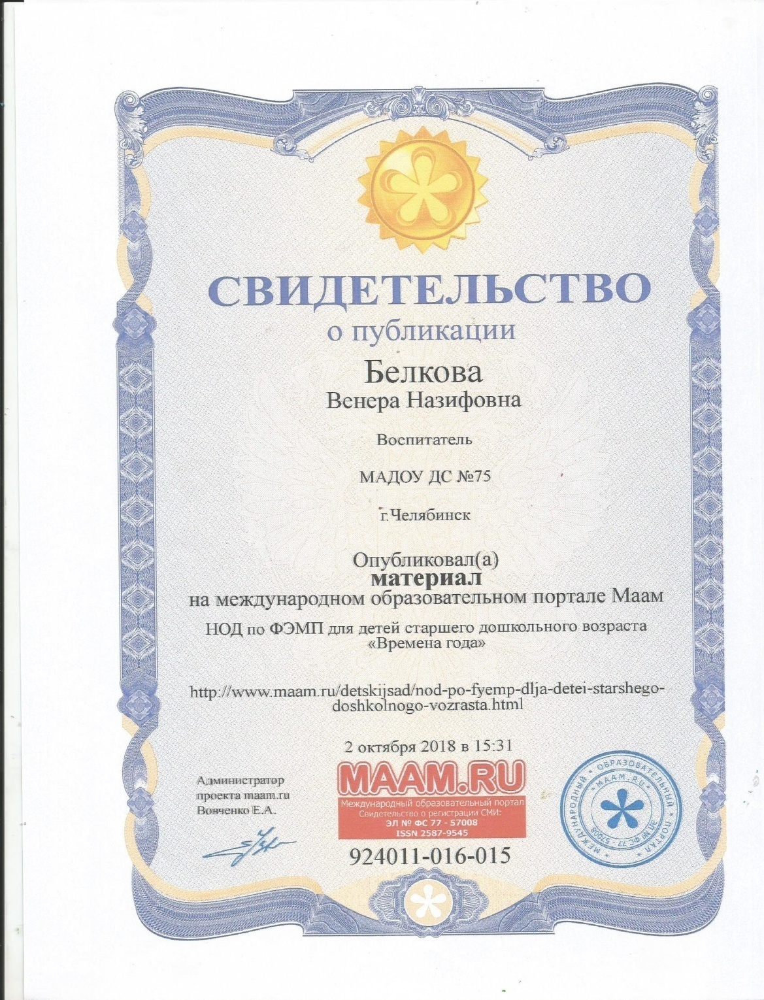 СВИДЕТЕЛЬСТВО
о публикации
Белкова
Венера Назифовна
Воспитатель
МАДОУ ДС №75
г.Челябинск
Опубликовал(а)
материал
на международном образовательном портале Маам
НОД по ФЭМП для детей старшего дошкольного возраста
«Времена года»
http://www.maam.ru/detskijsad/nod-po-fyemp-dlja-detei-starshego-
doshkolnogo-vozrasta.html
2 октября 2018 в 15:31
Администратор
проекта maam.ru
Вовченко Е.А.
MAAM.RU
Международный образовательный портал
Свидетельство о регистрации СМИ:
ЭЛ № ФС 77 - 57008
ISSN 2587-9545
924011-016-015
* МЕЖДУНАРОДНЫЙ * ОБРАЗОВАТЕЛЬНЫЙ * ПОРТАЛ *
* MAAM.RU *
ЭЛ № ФС 77 - 57008